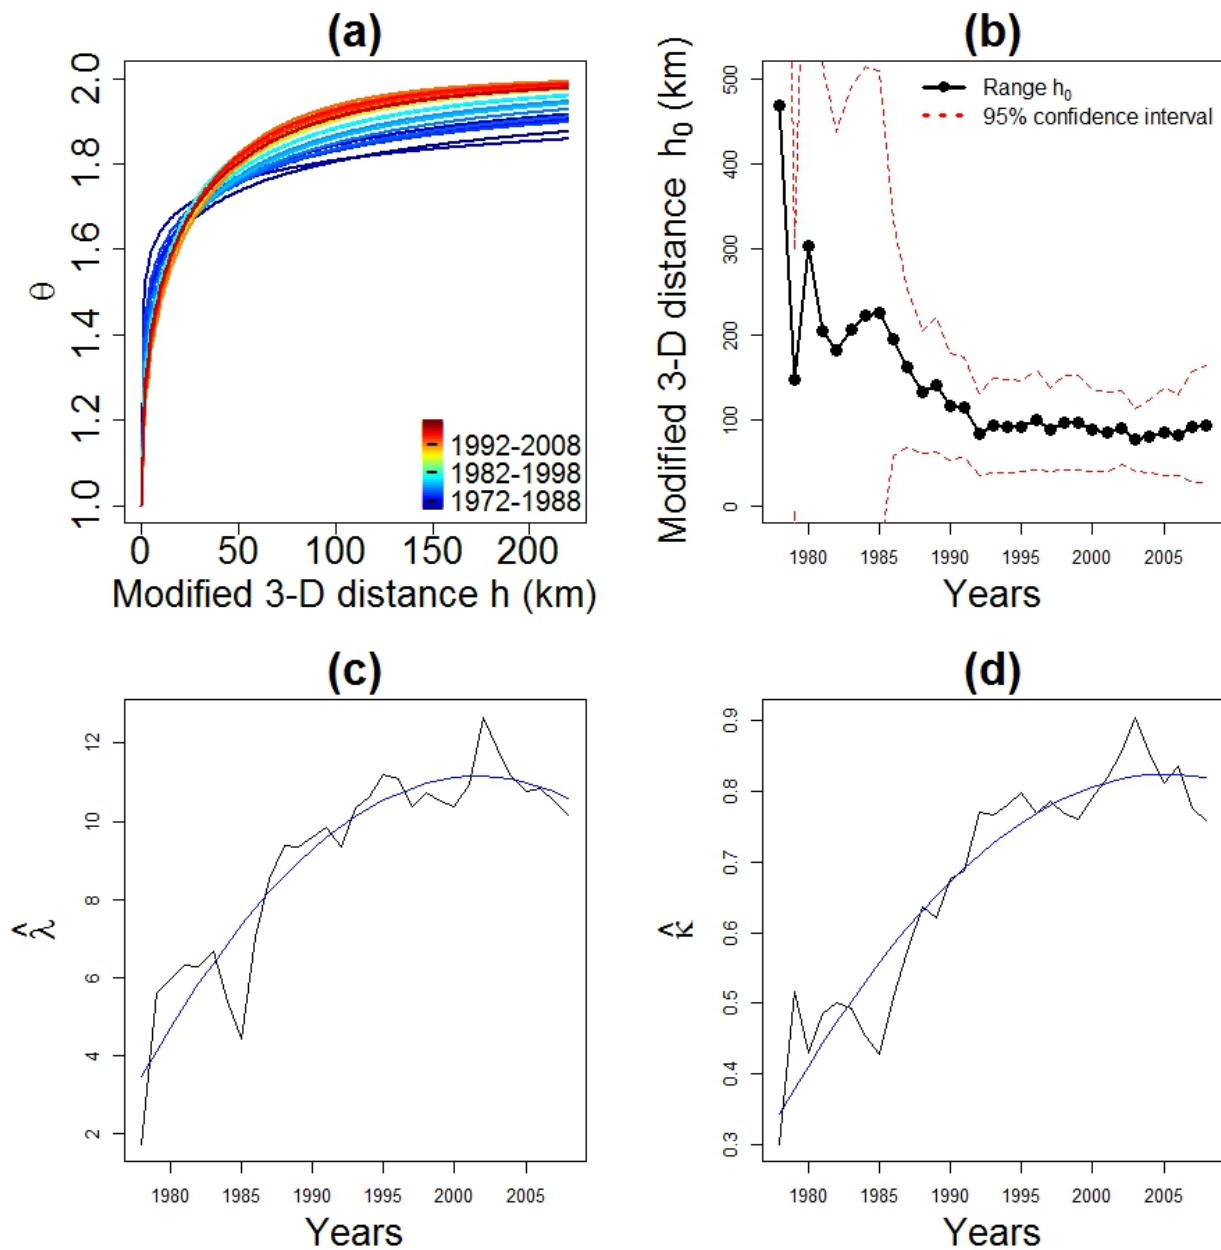 (a)
2.0
1.8
1.6
1.4
1.2
1.0
θ
1992-2008
1982-1998
1972-1988
0 50 100 150 200
Modified 3-D distance h (km)
(b)
Modified 3-D distance h₀ (km)
500
400
300
200
100
0
Range h₀
95% confidence interval
1980 1985 1990 1995 2000 2005
Years
(c)
12
10
8
6
4
2
λ̂
1980 1985 1990 1995 2000 2005
Years
(d)
0.9
0.8
0.7
0.6
0.5
0.4
0.3
κ̂
1980 1985 1990 1995 2000 2005
Years